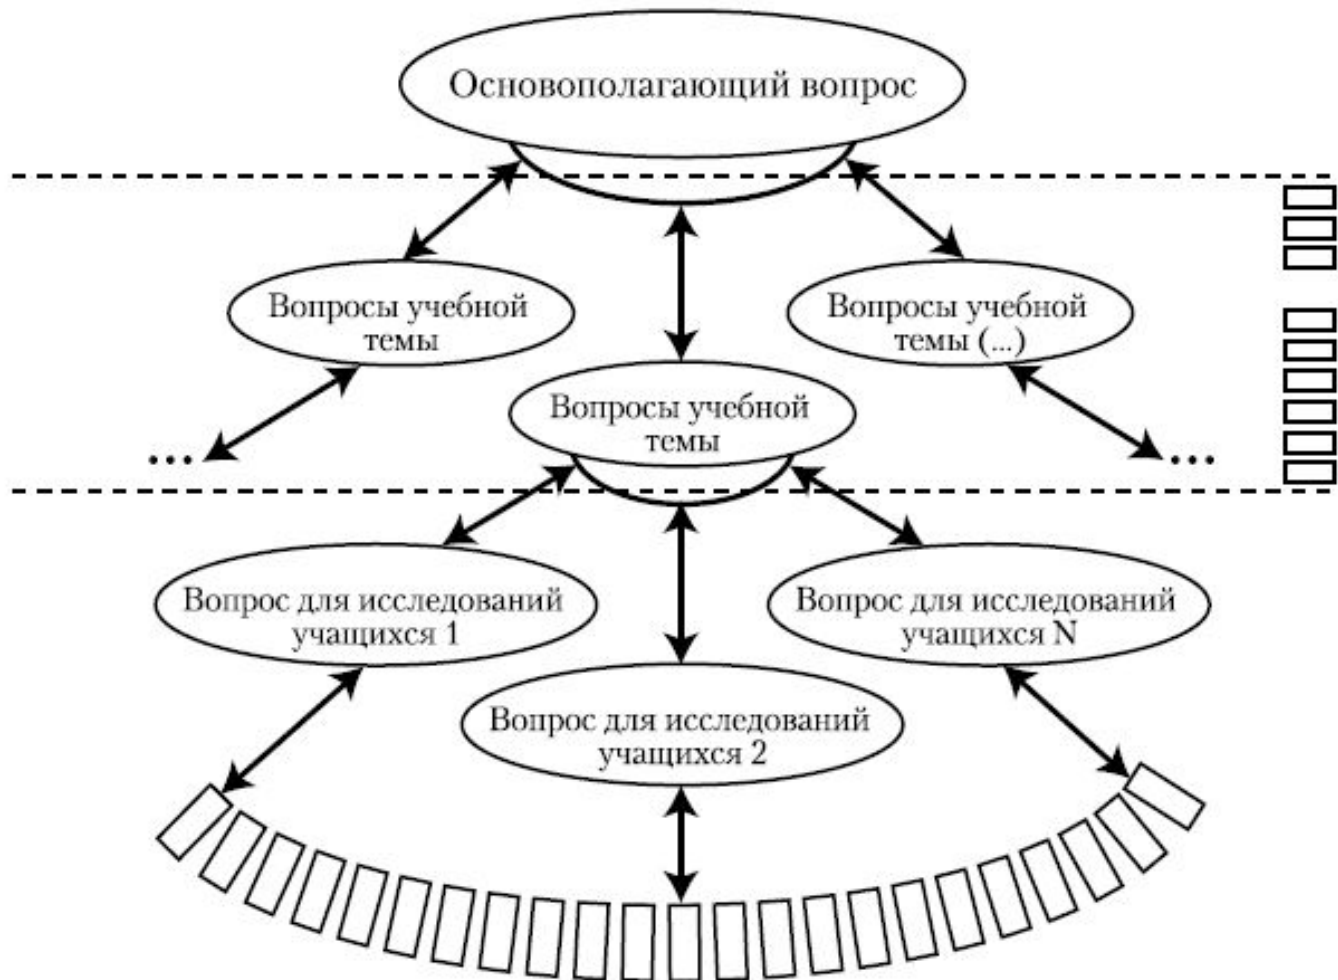 Основополагающий вопрос
Вопросы учебной
темы
Вопросы учебной
темы (...)
Вопросы учебной
темы
...
...
Вопрос для исследований
учащихся 1
Вопрос для исследований
учащихся N
Вопрос для исследований
учащихся 2